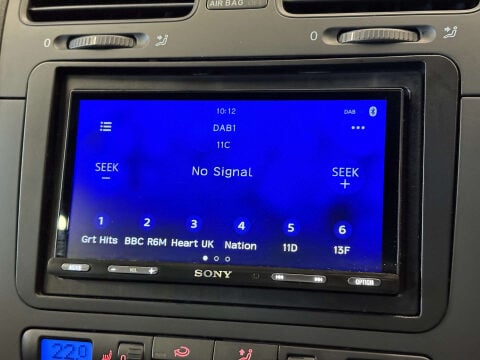 AIR BAG
0
0
10:12
DAB
DAB1
11C
SEEK
–
No Signal
SEEK
+
1 2 3 4 5 6
Grt Hits BBC R6M Heart UK Nation 11D 13F
– VOL +
SONY
OPTION
22.0